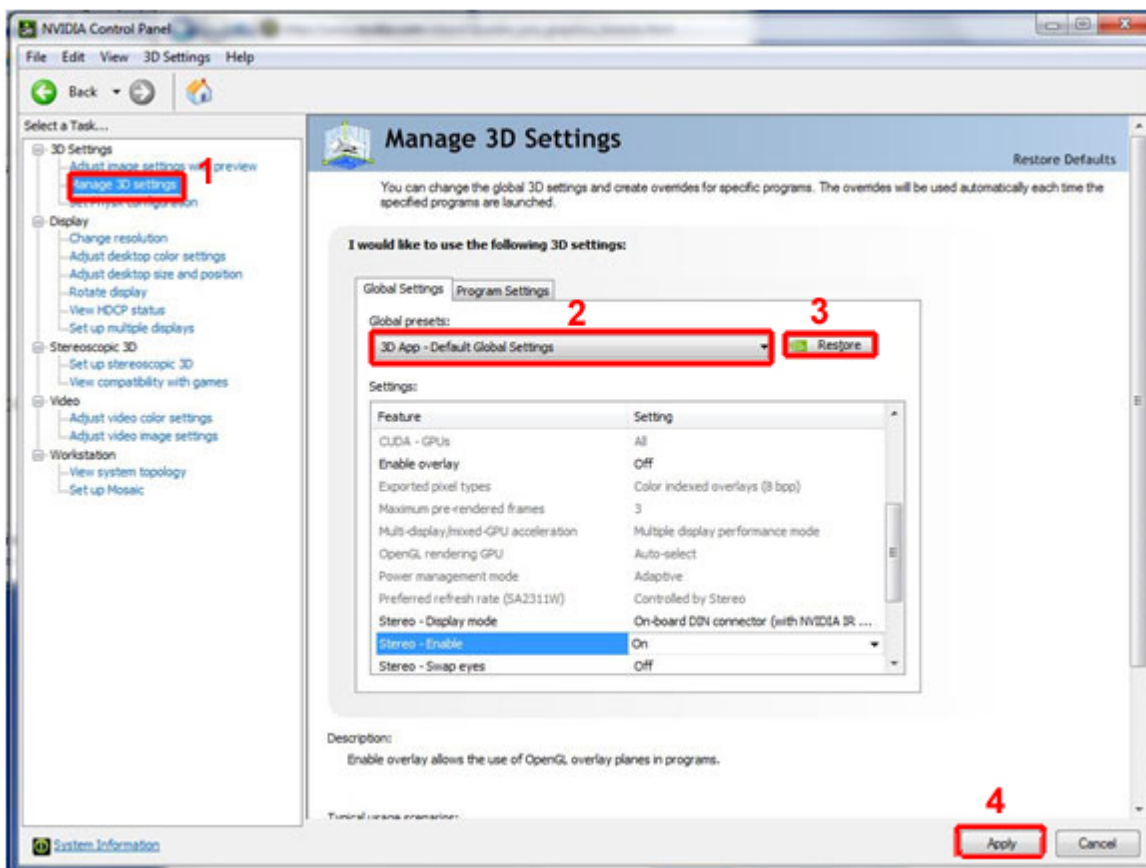 NVIDIA Control Panel
File Edit View 3D Settings Help
Back
Select a Task...
3D Settings
Adjust image settings with preview
Manage 3D settings
1
Set PhysX configuration
Display
Change resolution
Adjust desktop color settings
Adjust desktop size and position
Rotate display
View HDCP status
Set up multiple displays
Stereoscopic 3D
Set up stereoscopic 3D
View compatibility with games
Video
Adjust video color settings
Adjust video image settings
Workstation
View system topology
Set up Mosaic
System Information
Manage 3D Settings
Restore Defaults
You can change the global 3D settings and create overrides for specific programs. The overrides will be used automatically each time the
specified programs are launched.
I would like to use the following 3D settings:
Global Settings Program Settings
Global presets:
2
3
3D App - Default Global Settings Restore
Settings:
Feature Setting
CUDA - GPUs All
Enable overlay Off
Exported pixel types Color indexed overlays (8 bpp)
Maximum pre-rendered frames 3
Multi-display/mixed-GPU acceleration Multiple display performance mode
OpenGL rendering GPU Auto-select
Power management mode Adaptive
Preferred refresh rate (SA2311W) Controlled by Stereo
Stereo - Display mode On-board DIN connector (with NVIDIA IR ...
Stereo - Enable On
Stereo - Swap eyes Off
Description:
Enable overlay allows the use of OpenGL overlay planes in programs.
Typical usage scenarios:
4
Apply Cancel